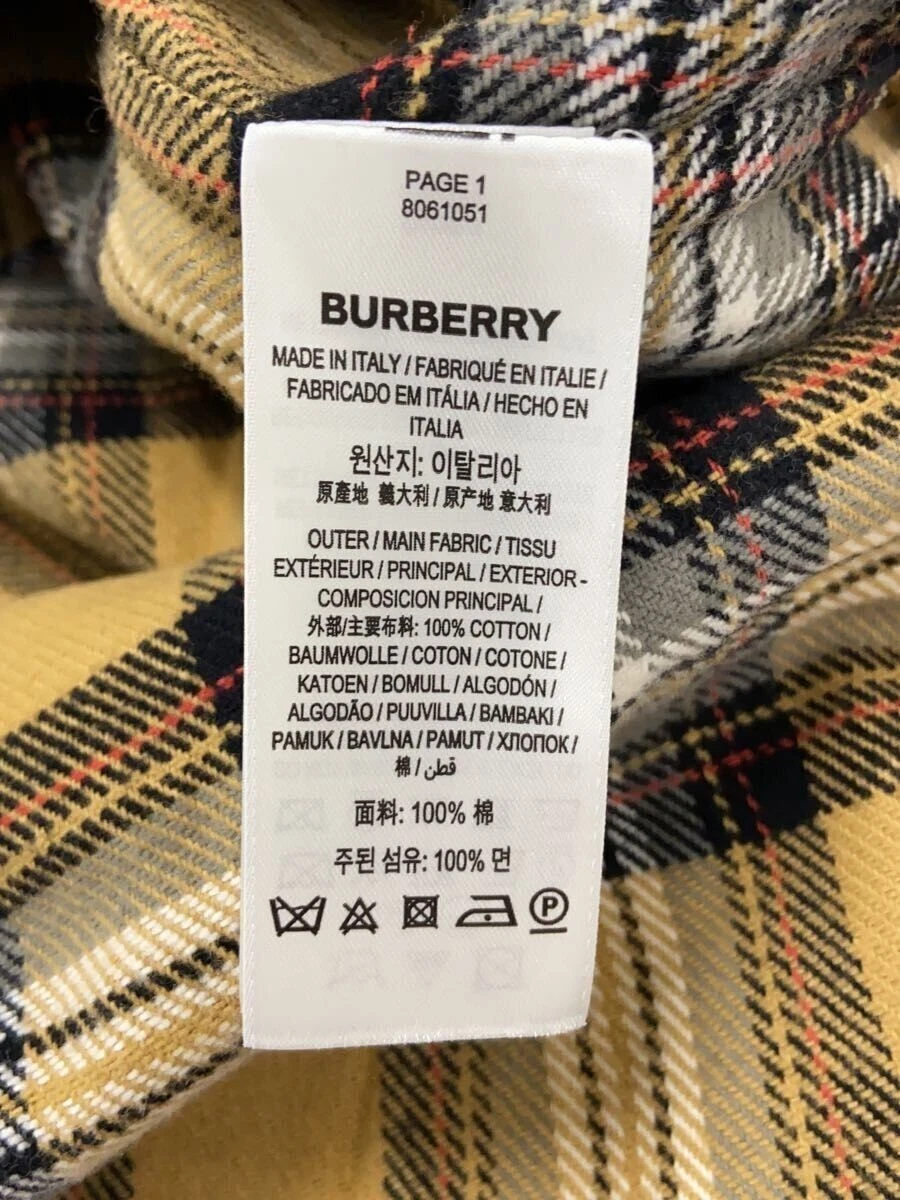 PAGE 1
8061051
BURBERRY
MADE IN ITALY / FABRIQUÉ EN ITALIE /
FABRICADO EM ITÁLIA / HECHO EN
ITALIA
원산지: 이탈리아
原產地 義大利 / 原产地 意大利
OUTER / MAIN FABRIC / TISSU
EXTÉRIEUR / PRINCIPAL / EXTERIOR -
COMPOSICION PRINCIPAL /
外部/主要布料: 100% COTTON /
BAUMWOLLE / COTON / COTONE /
KATOEN / BOMULL / ALGODÓN /
ALGODÃO / PUUVILLA / BAMBAKI /
PAMUK / BAVLNA / PAMUT / ХЛОПОК /
棉 / قطن
面料: 100% 棉
주된 섬유: 100% 면
P